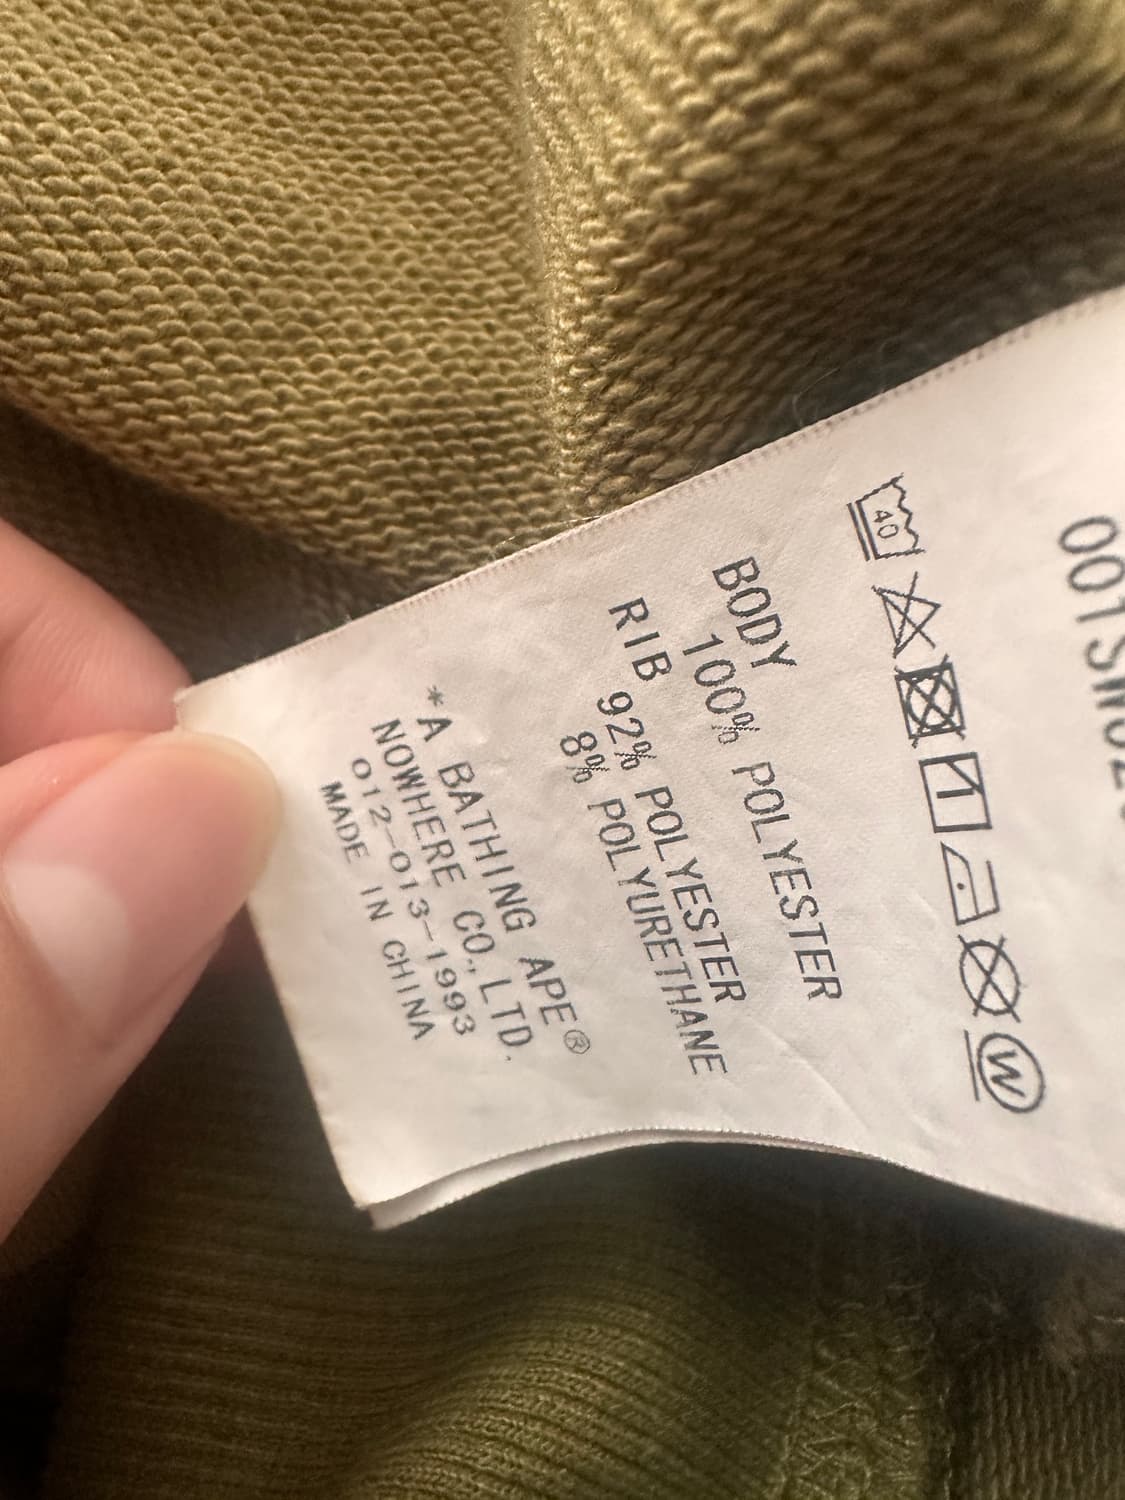 40
BODY
100% POLYESTER
RIB 92% POLYESTER
8% POLYURETHANE
*A BATHING APE®
NOWHERE CO.,LTD.
012-013-1993
MADE IN CHINA
W